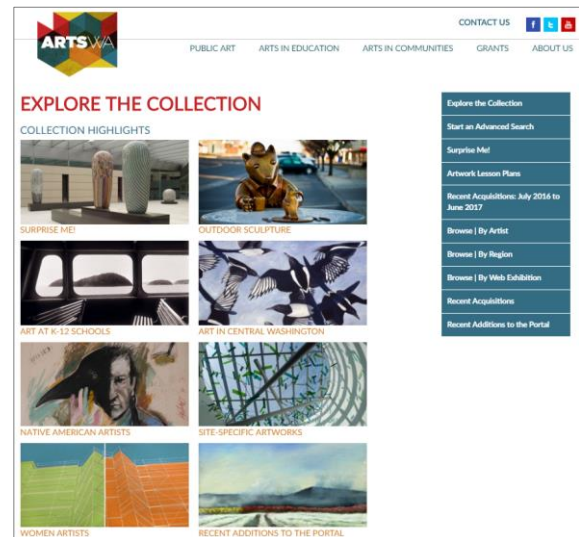 CONTACT US
ARTSWA
PUBLIC ART ARTS IN EDUCATION ARTS IN COMMUNITIES GRANTS ABOUT US
EXPLORE THE COLLECTION
COLLECTION HIGHLIGHTS
SURPRISE ME!
OUTDOOR SCULPTURE
ART AT K-12 SCHOOLS
ART IN CENTRAL WASHINGTON
NATIVE AMERICAN ARTISTS
SITE-SPECIFIC ARTWORKS
WOMEN ARTISTS
RECENT ADDITIONS TO THE PORTAL
Explore the Collection
Start an Advanced Search
Surprise Me!
Artwork Lesson Plans
Recent Acquisitions: July 2016 to
June 2017
Browse | By Artist
Browse | By Region
Browse | By Web Exhibition
Recent Acquisitions
Recent Additions to the Portal